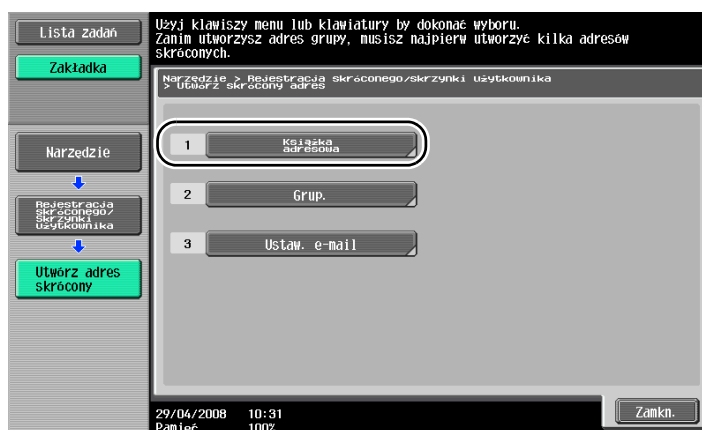 Lista zadań
Zakładka
Użyj klawiszy menu lub klawiatury by dokonać wyboru.
Zanim utworzysz adres grupy, musisz najpierw utworzyć kilka adresów
skróconych.
Narzędzie > Rejestracja skróconego/skrzynki użytkownika
> Utwórz skrócony adres
Narzędzie
Rejestracja
skróconego/
Skrzynki
użytkownika
Utwórz adres
skrócony
1 Książka
adresowa
2 Grup.
3 Ustaw. e-mail
29/04/2008 10:31
Pamięć 100%
Zamkn.